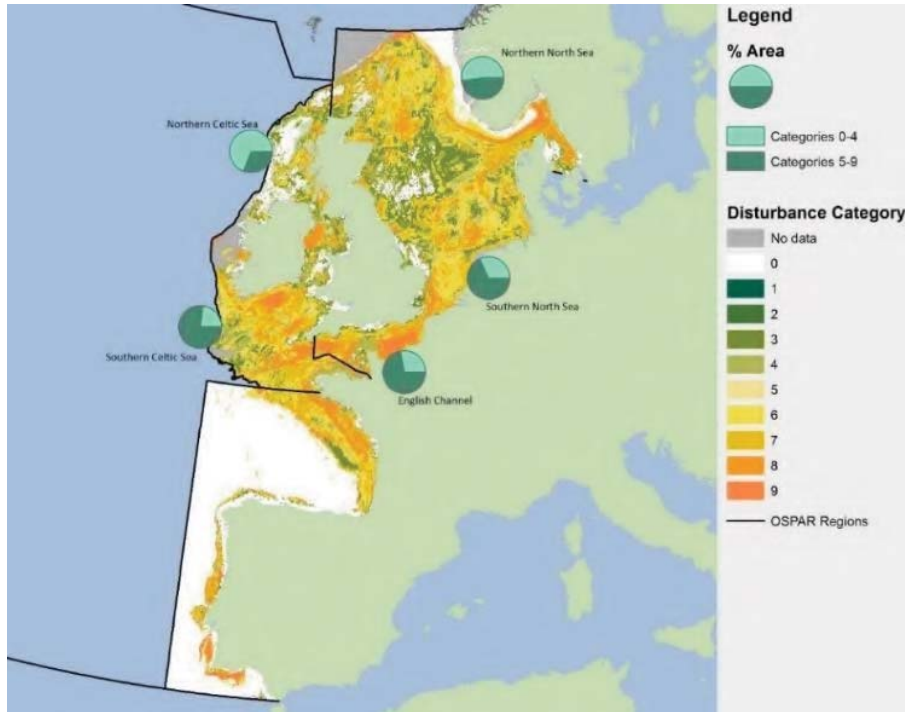 Northern North Sea
Northern Celtic Sea
Southern North Sea
Southern Celtic Sea
English Channel
Legend
% Area
Categories 0-4
Categories 5-9
Disturbance Category
No data
0
1
2
3
4
5
6
7
8
9
OSPAR Regions